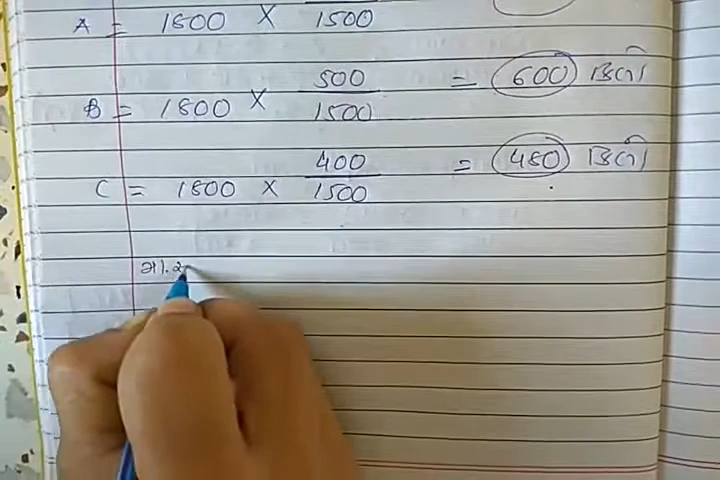 A = 1800 × /1500
B = 1800 × 500/1500 = 600
C = 1800 × 400/1500 = 480